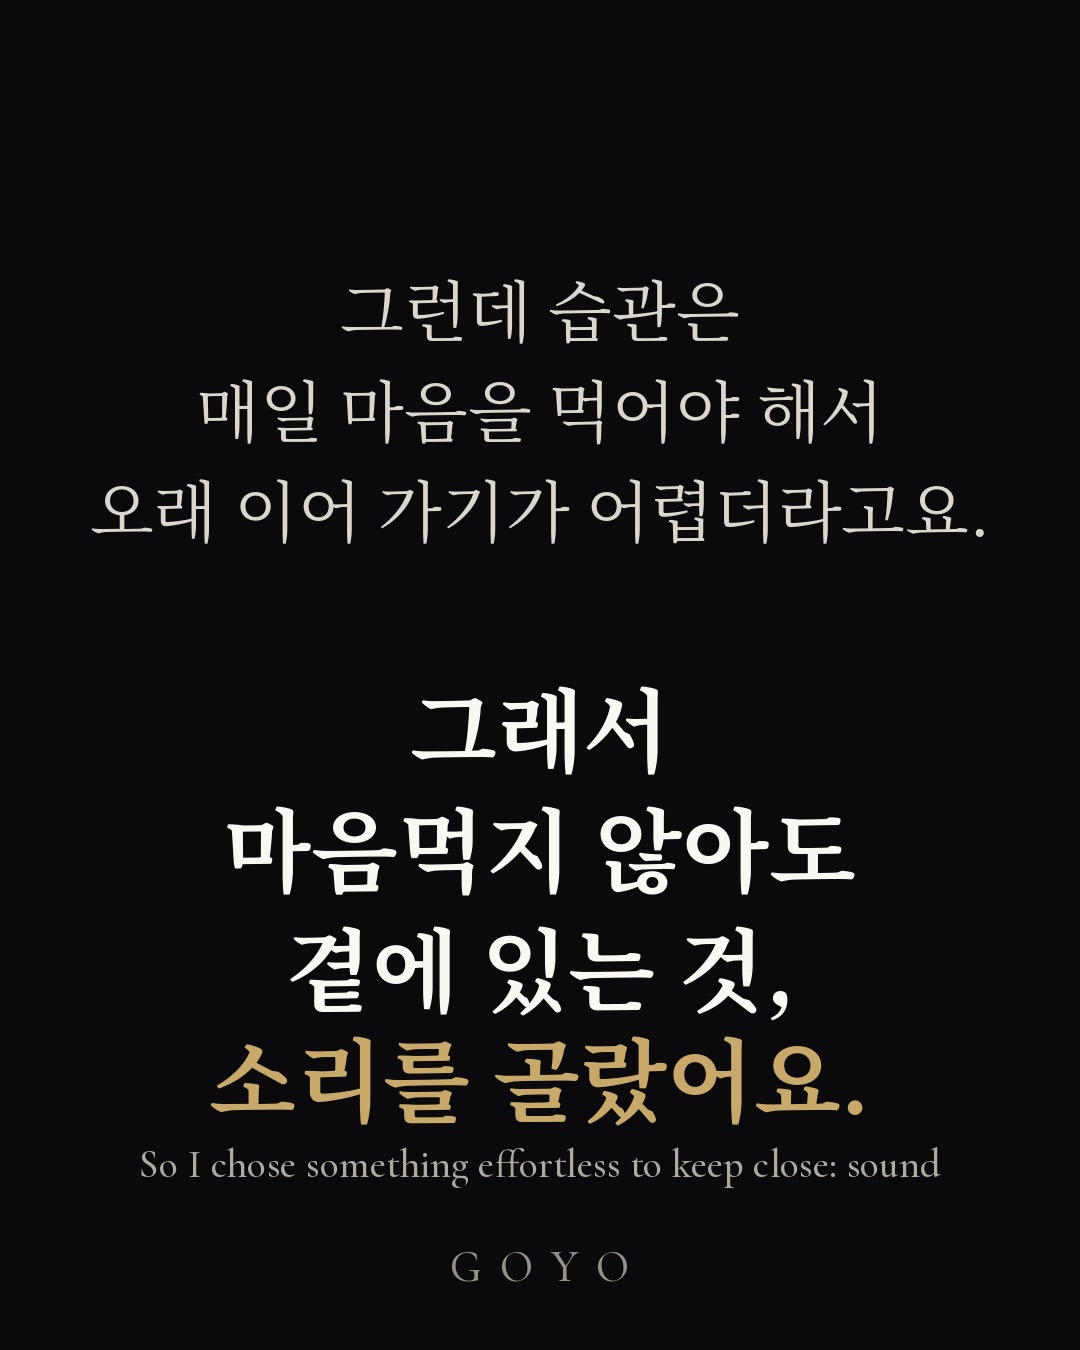 그런데 습관은
매일 마음을 먹어야 해서
오래 이어 가기가 어렵더라고요.
그래서
마음먹지 않아도
곁에 있는 것,
소리를 골랐어요.
So I chose something effortless to keep close: sound
GOYO